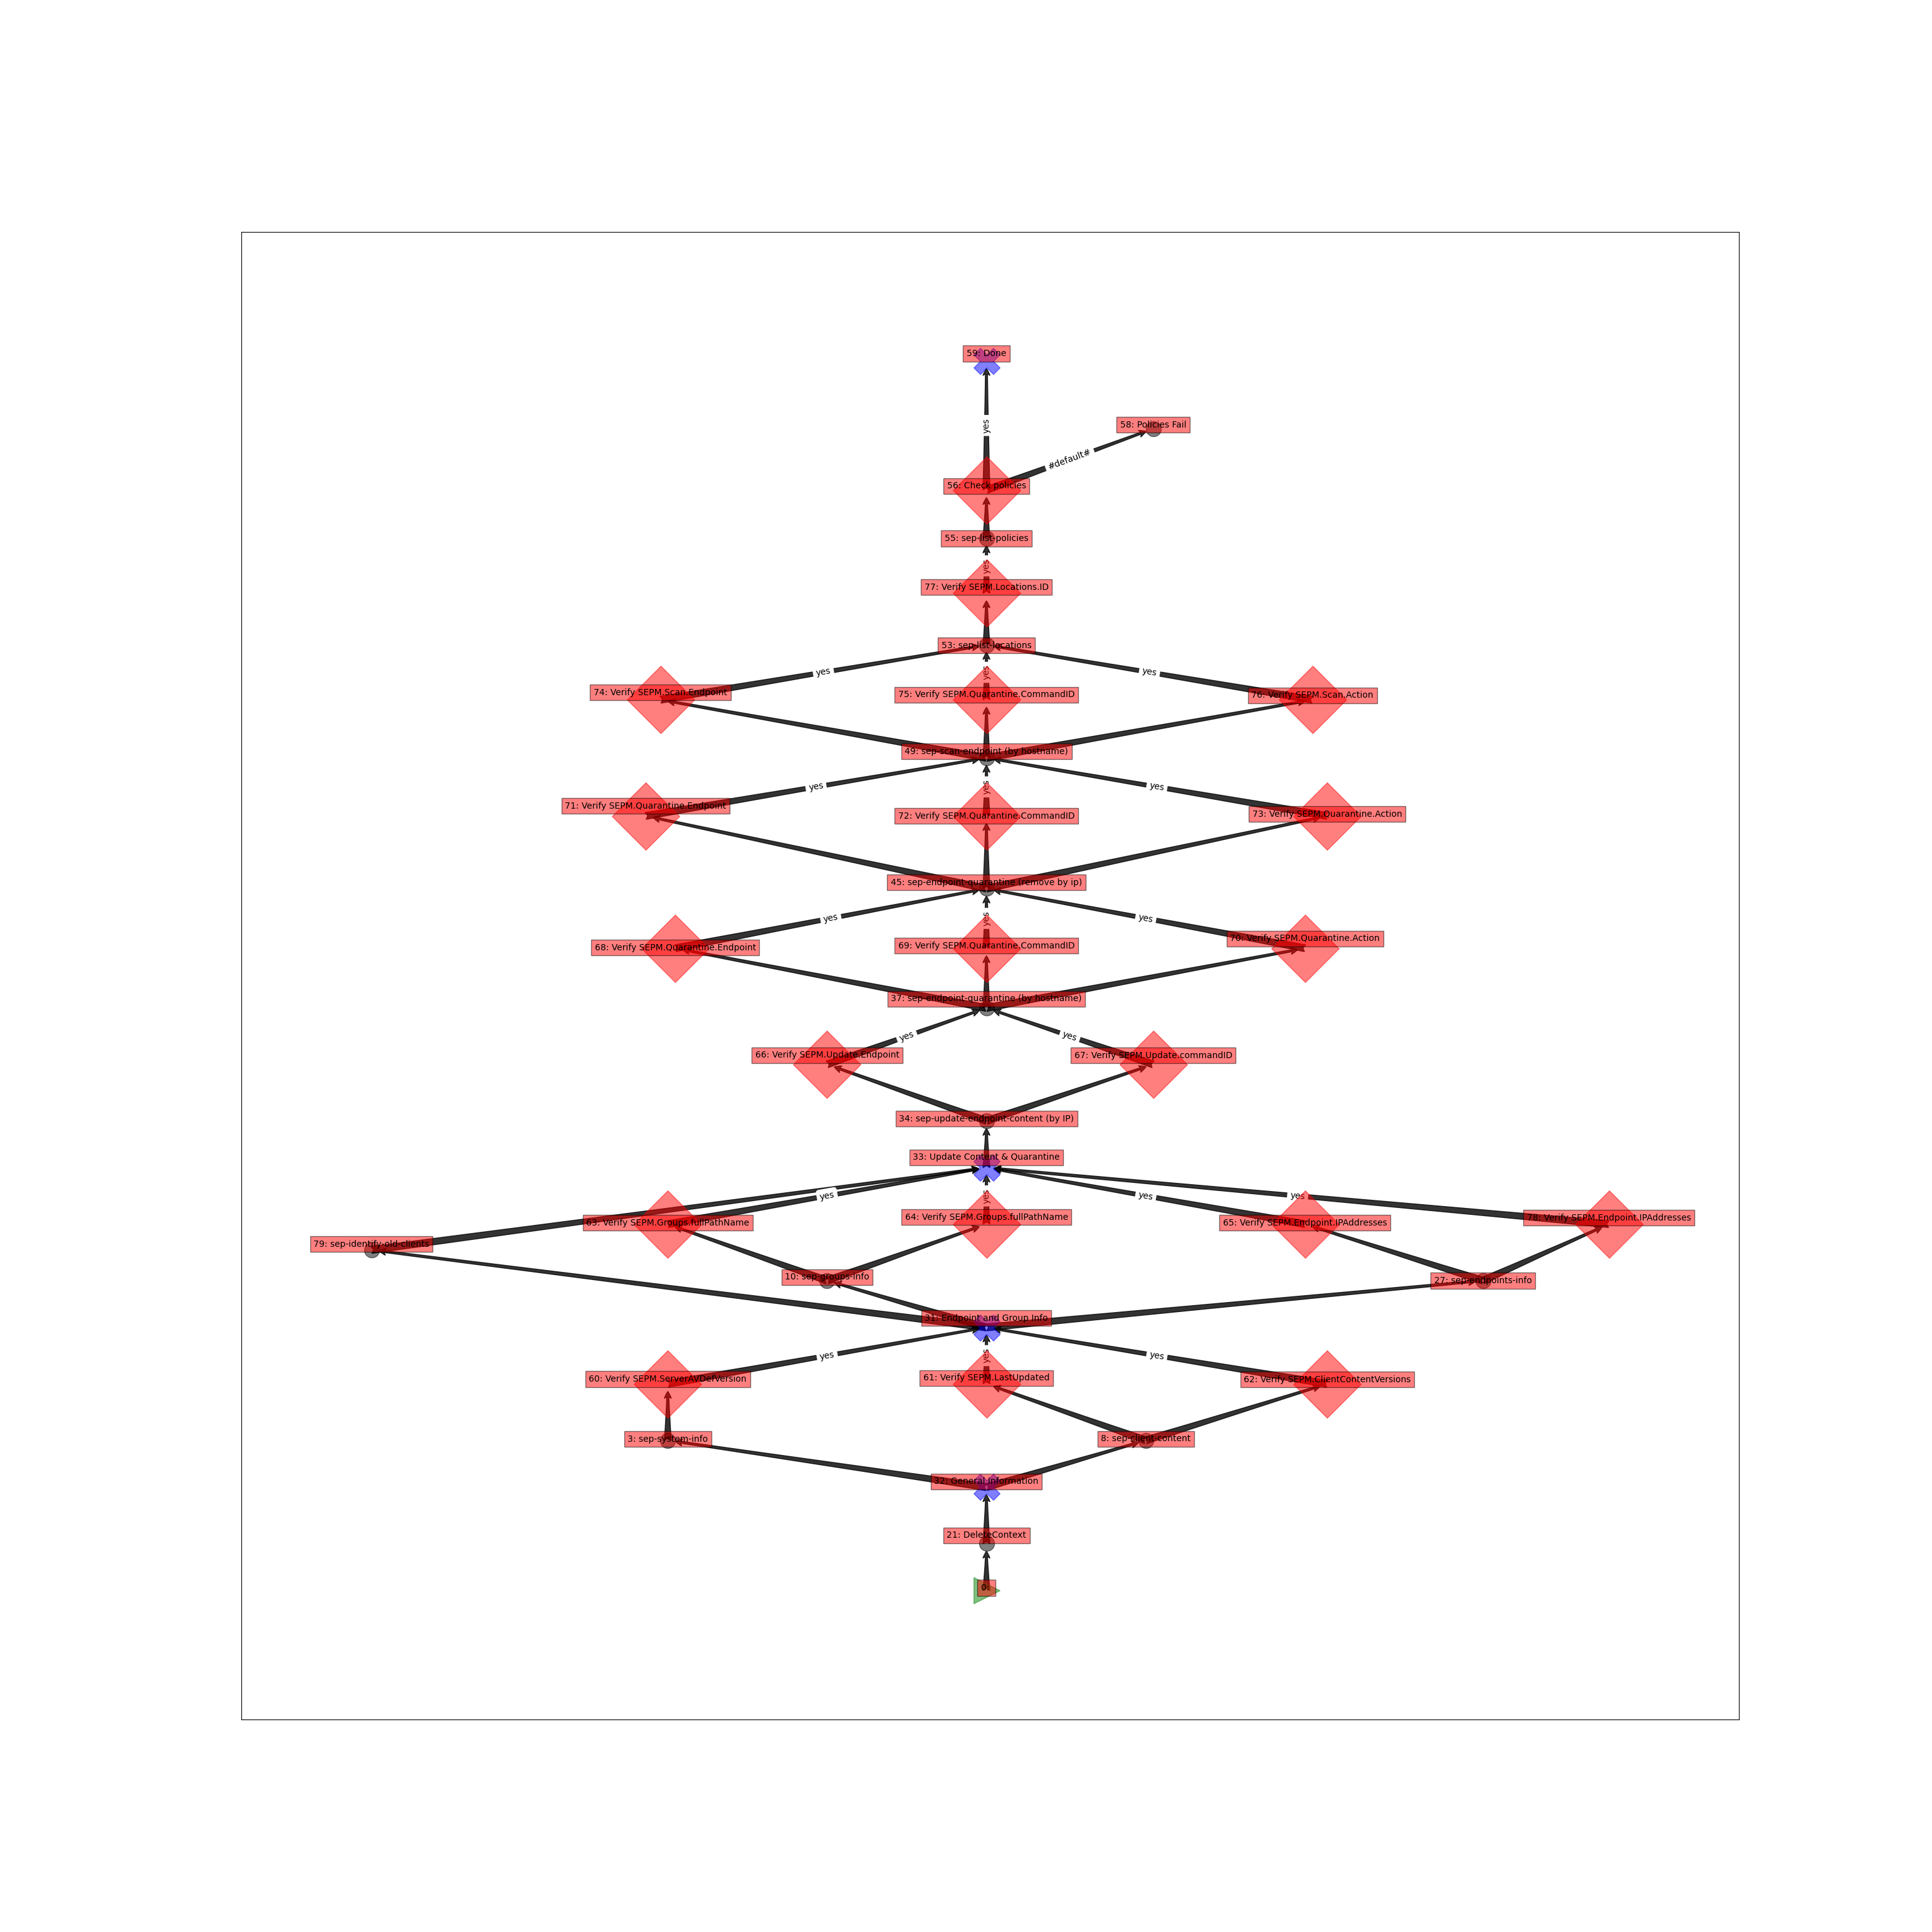 59: Done
58: Policies Fail
yes
#default#
56: Check policies
55: sep-list-policies
yes
77: Verify SEPM.Locations.ID
53: sep-list-locations
yes
yes
yes
74: Verify SEPM.Scan.Endpoint
75: Verify SEPM.Quarantine.CommandID
76: Verify SEPM.Scan.Action
49: sep-scan-endpoint (by hostname)
yes
yes
yes
71: Verify SEPM.Quarantine.Endpoint
72: Verify SEPM.Quarantine.CommandID
73: Verify SEPM.Quarantine.Action
45: sep-endpoint-quarantine (remove by ip)
yes
yes
yes
68: Verify SEPM.Quarantine.Endpoint
69: Verify SEPM.Quarantine.CommandID
70: Verify SEPM.Quarantine.Action
37: sep-endpoint-quarantine (by hostname)
yes
yes
66: Verify SEPM.Update.Endpoint
67: Verify SEPM.Update.commandID
34: sep-update-endpoint-content (by IP)
33: Update Content & Quarantine
yes
yes
yes
yes
63: Verify SEPM.Groups.fullPathName
64: Verify SEPM.Groups.fullPathName
65: Verify SEPM.Endpoint.IPAddresses
78: Verify SEPM.Endpoint.IPAddresses
79: sep-identify-old-clients
10: sep-groups-info
27: sep-endpoints-info
31: Endpoint and Group Info
yes
yes
yes
60: Verify SEPM.ServerAVDefVersion
61: Verify SEPM.LastUpdated
62: Verify SEPM.ClientContentVersions
3: sep-system-info
8: sep-client-content
32: General Information
21: DeleteContext
0: